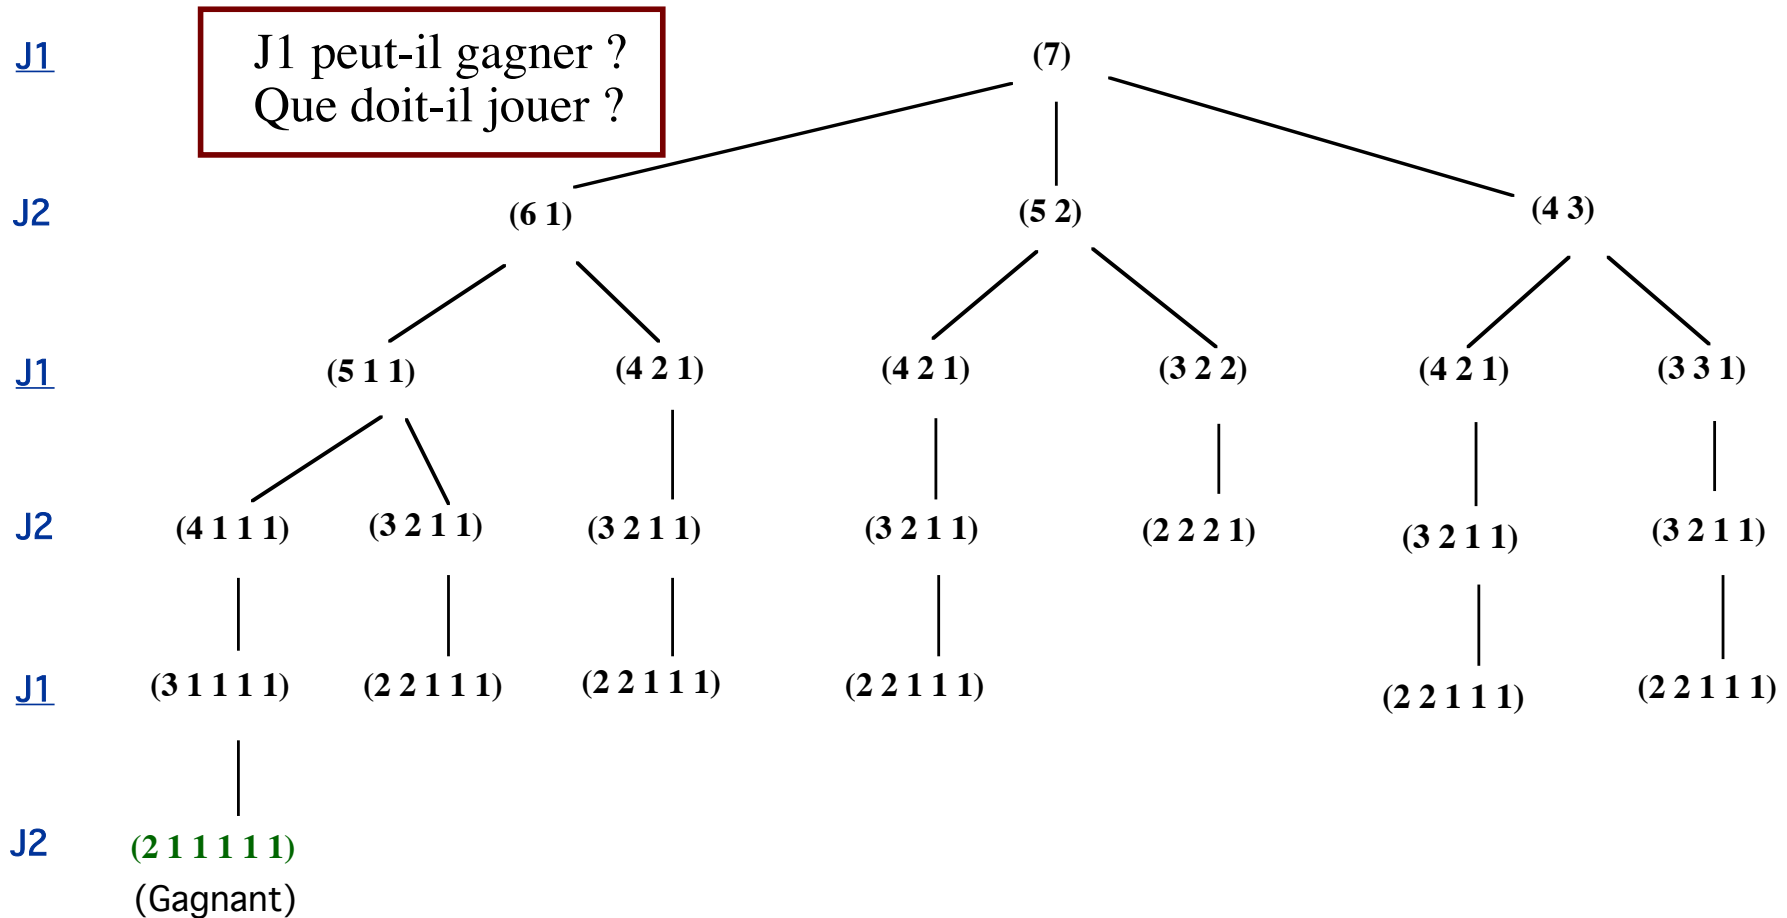 J1 peut-il gagner ?
Que doit-il jouer ?
J1 (7)
J2 (6 1) (5 2) (4 3)
J1 (5 1 1) (4 2 1) (4 2 1) (3 2 2) (4 2 1) (3 3 1)
J2 (4 1 1 1) (3 2 1 1) (3 2 1 1) (3 2 1 1) (2 2 2 1) (3 2 1 1) (3 2 1 1)
J1 (3 1 1 1 1) (2 2 1 1 1) (2 2 1 1 1) (2 2 1 1 1) (2 2 1 1 1) (2 2 1 1 1)
J2 (2 1 1 1 1 1)
(Gagnant)